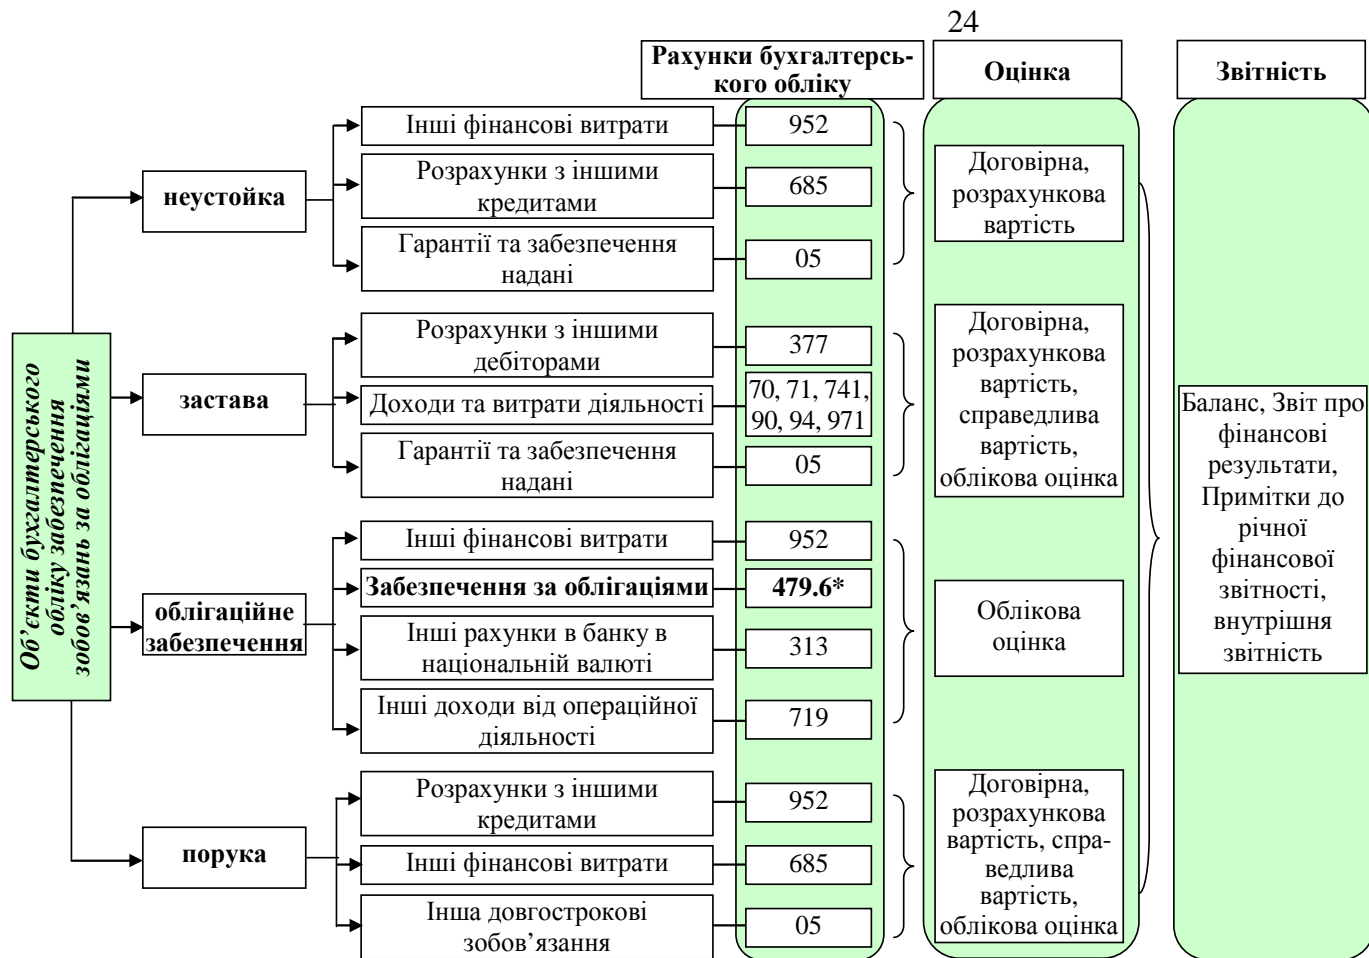 24
Рахунки бухгалтерсь-
кого обліку
Оцінка
Звітність
Об’єкти бухгалтерського
обліку забезпечення
зобов’язань за облігаціями
неустойка
Інші фінансові витрати
952
Розрахунки з іншими
кредитами
685
Гарантії та забезпечення
надані
05
Договірна,
розрахункова
вартість
застава
Розрахунки з іншими
дебіторами
377
Доходи та витрати діяльності
70, 71, 741,
90, 94, 971
Гарантії та забезпечення
надані
05
Договірна,
розрахункова
вартість,
справедлива
вартість,
облікова оцінка
облігаційне
забезпечення
Інші фінансові витрати
952
Забезпечення за облігаціями
479.6*
Інші рахунки в банку в
національній валюті
313
Інші доходи від операційної
діяльності
719
Облікова
оцінка
порука
Розрахунки з іншими
кредитами
952
Інші фінансові витрати
685
Інша довгострокові
зобов’язання
05
Договірна,
розрахункова
вартість, спра-
ведлива
вартість,
облікова оцінка
Баланс, Звіт про
фінансові
результати,
Примітки до
річної
фінансової
звітності,
внутрішня
звітність